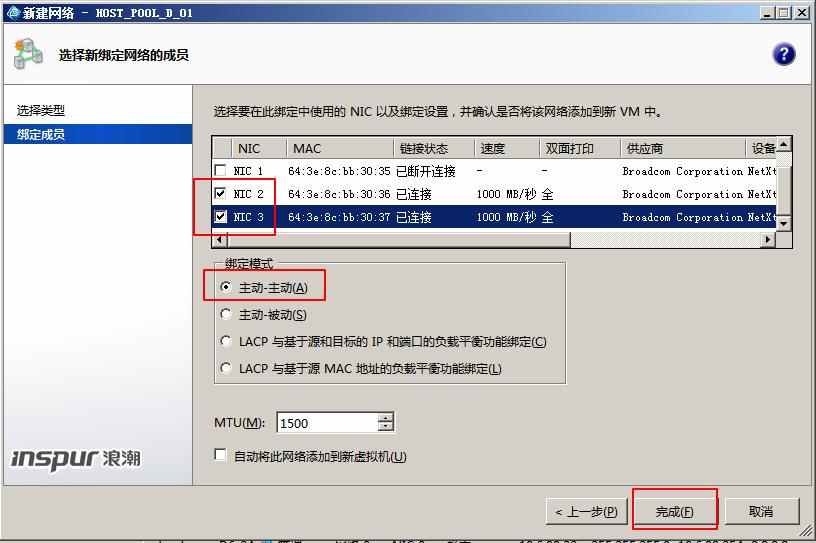 新建网络 - HOST_POOL_D_01
选择新绑定网络的成员
选择类型
绑定成员
选择要在此绑定中使用的 NIC 以及绑定设置，并确认是否将该网络添加到新 VM 中。
NIC MAC 链接状态 速度 双面打印 供应商 设备
NIC 1 64:3e:8c:bb:30:35 已断开连接 - - Broadcom Corporation NetXt
NIC 2 64:3e:8c:bb:30:36 已连接 1000 MB/秒 全 Broadcom Corporation NetXt
NIC 3 64:3e:8c:bb:30:37 已连接 1000 MB/秒 全 Broadcom Corporation NetXt
绑定模式
主动-主动(A)
主动-被动(S)
LACP 与基于源和目标的 IP 和端口的负载平衡功能绑定(C)
LACP 与基于源 MAC 地址的负载平衡功能绑定(L)
MTU(M): 1500
自动将此网络添加到新虚拟机(U)
inspur 浪潮
< 上一步(P) 完成(F) 取消